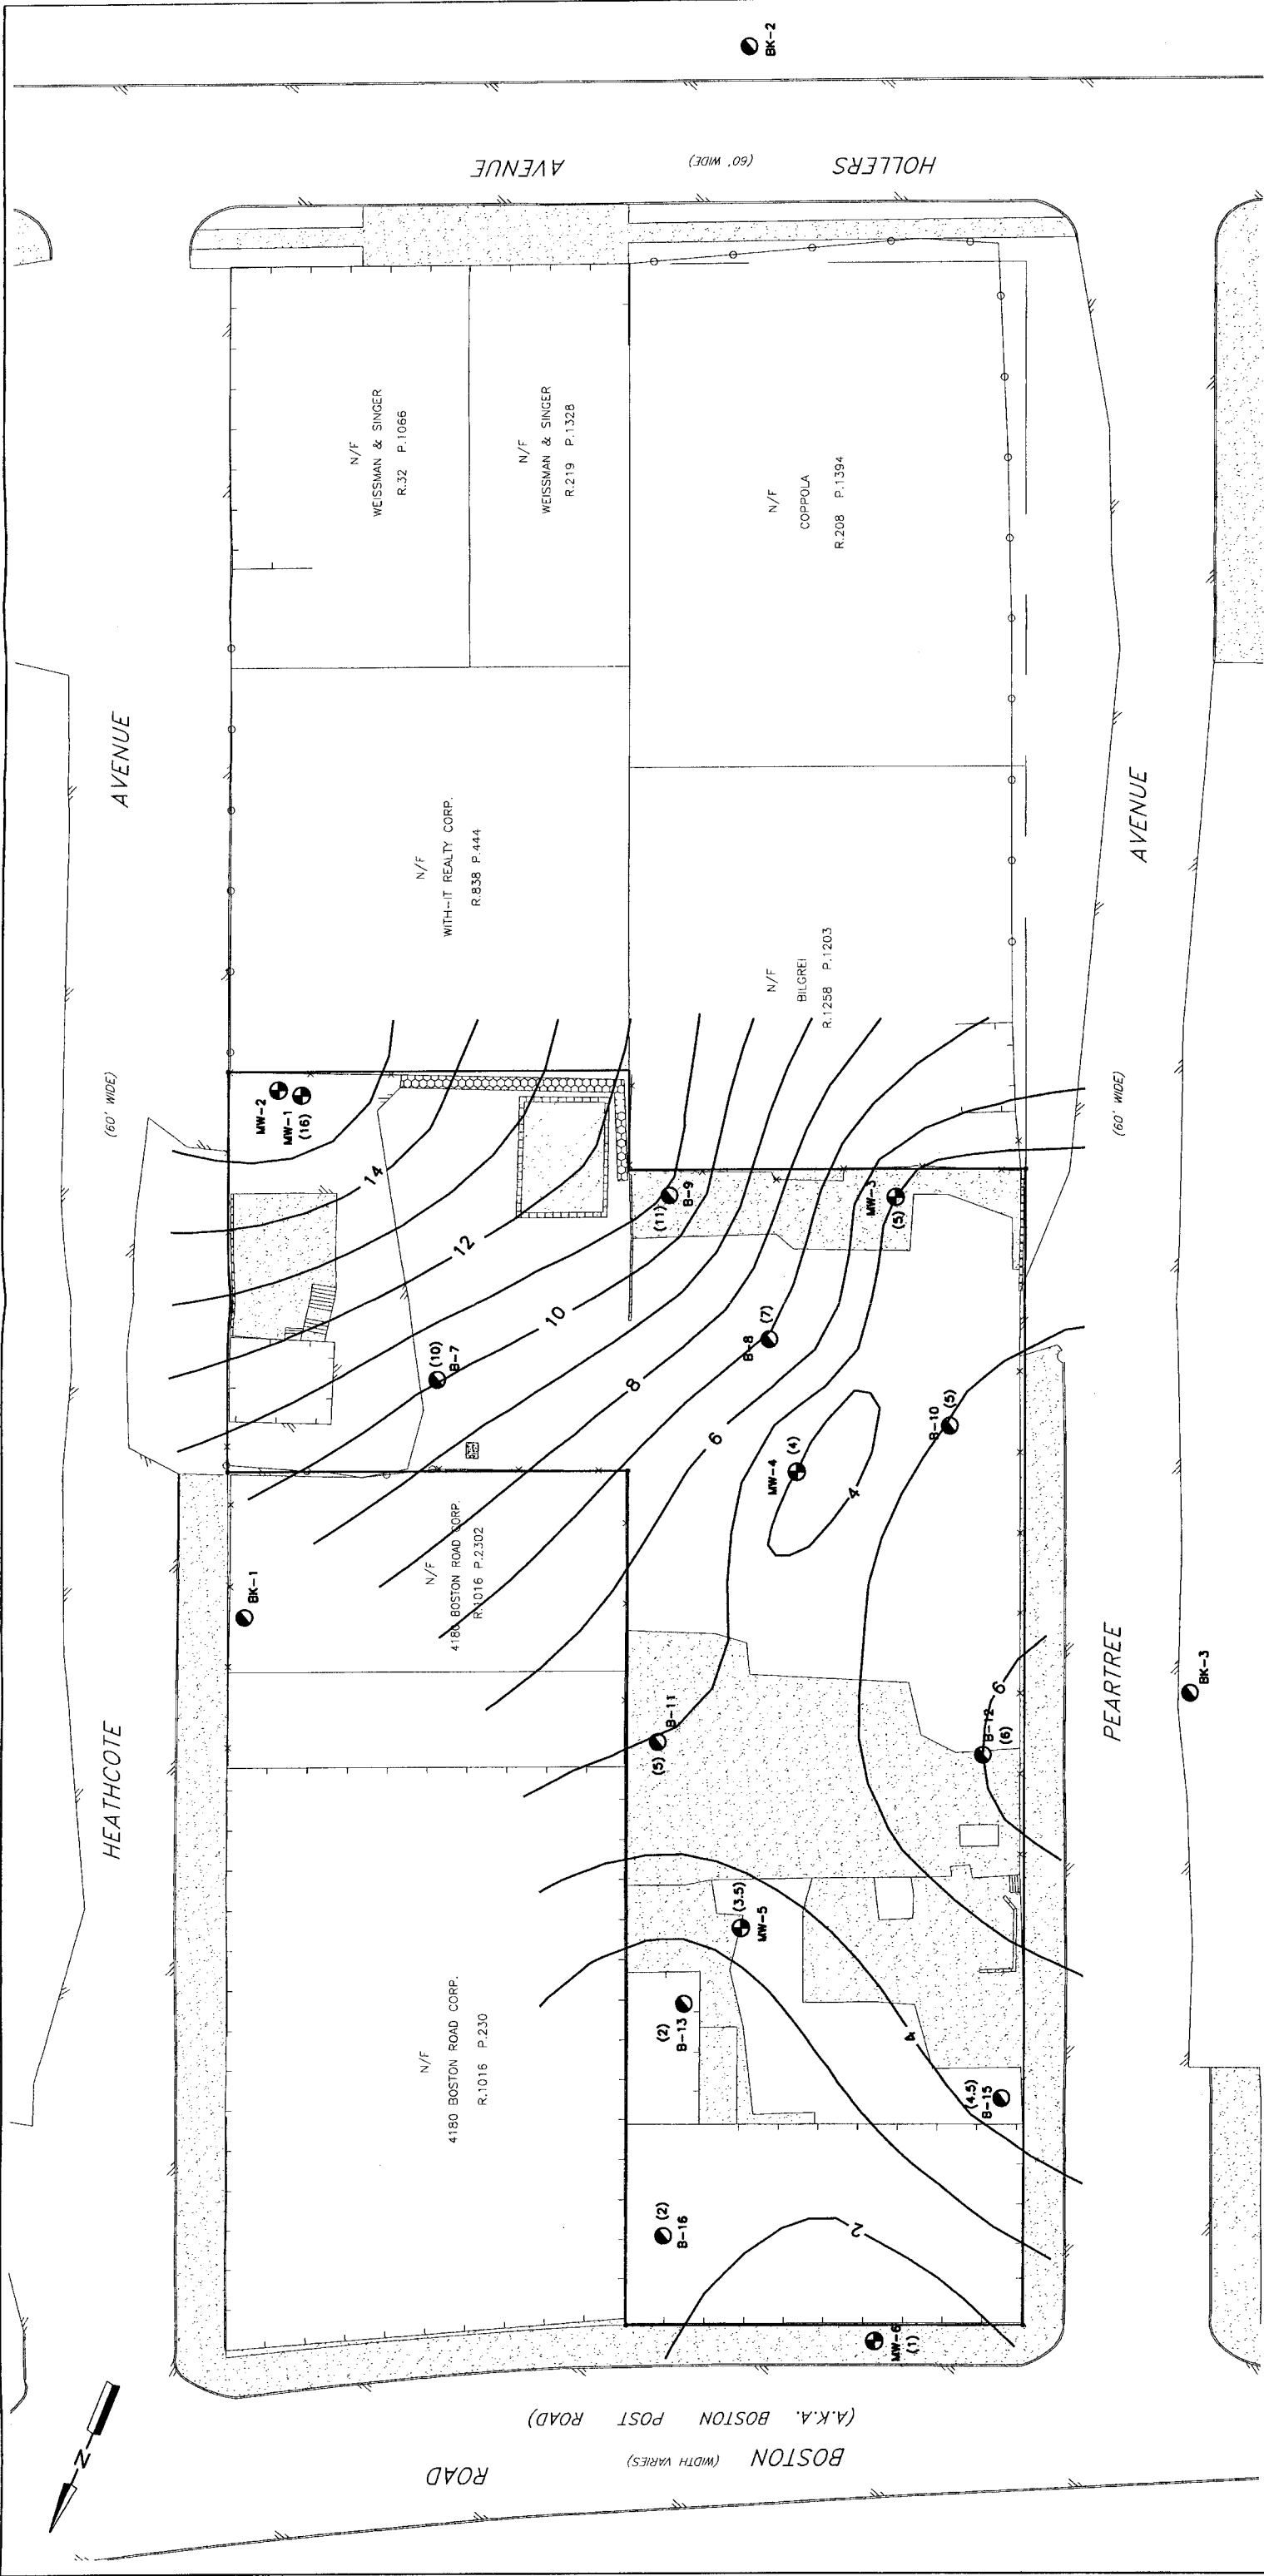 BK-2
HOLLERS
(60' WIDE)
AVENUE
N/F
WEISSMAN & SINGER
R.32 P.1066
N/F
WEISSMAN & SINGER
R.219 P.1328
N/F
COPPOLA
R.208 P.1394
AVENUE
N/F
WITH-IT REALTY CORP.
R.838 P.444
AVENUE
N/F
BILGREI
R.1258 P.1203
(60' WIDE)
MW-2
MW-1
(16)
(60' WIDE)
14
12
10
8
6
4
(11)
B-9
MW-3
(5)
(10)
B-7
B-8
(7)
MW-4
(4)
B-10
(5)
BK-1
N/F
4180 BOSTON ROAD CORP.
R.1016 P.2302
HEATHCOTE
(5)
B-11
6
B-12
(6)
PEARTREE
BK-3
N/F
4180 BOSTON ROAD CORP.
R.1016 P.230
(3.5)
MW-5
(2)
B-13
4
(4.5)
B-15
(2)
B-16
2
MW-6
(1)
N
(A.K.A. BOSTON POST ROAD)
BOSTON (WIDTH VARIES) ROAD